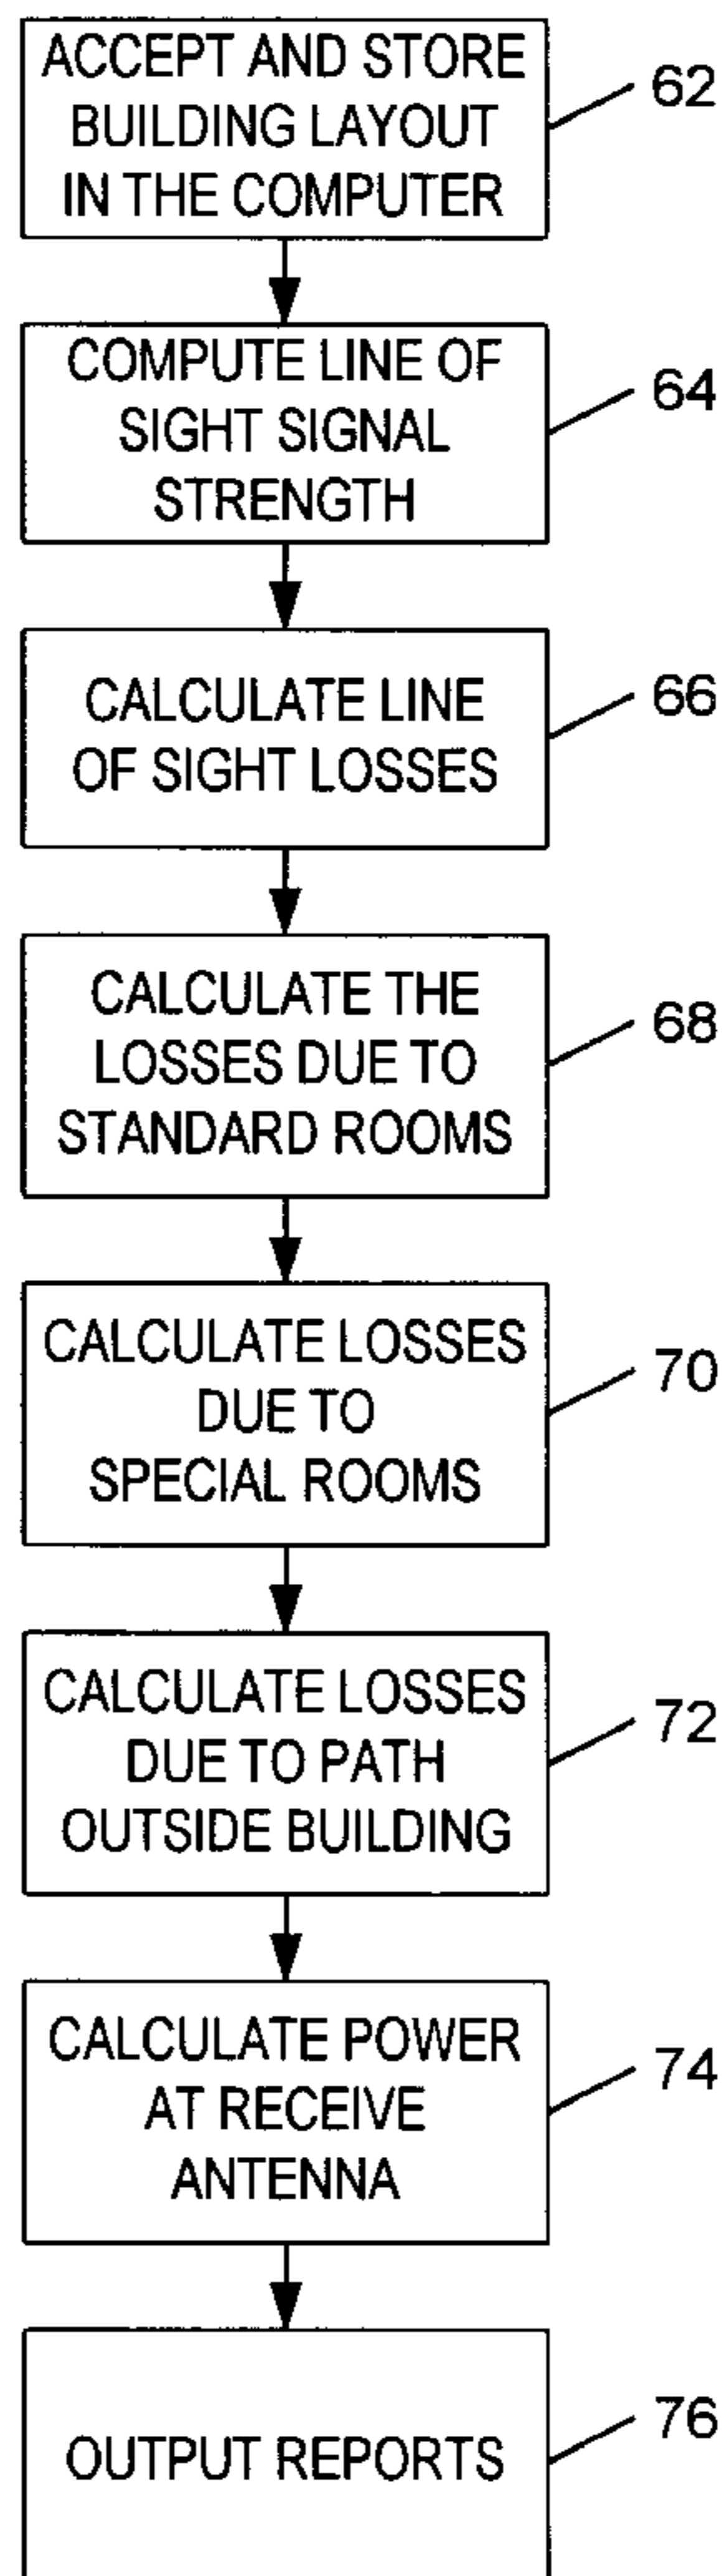 ACCEPT AND STORE
BUILDING LAYOUT
IN THE COMPUTER
62
COMPUTE LINE OF
SIGHT SIGNAL
STRENGTH
64
CALCULATE LINE
OF SIGHT LOSSES
66
CALCULATE THE
LOSSES DUE TO
STANDARD ROOMS
68
CALCULATE LOSSES
DUE TO
SPECIAL ROOMS
70
CALCULATE LOSSES
DUE TO PATH
OUTSIDE BUILDING
72
CALCULATE POWER
AT RECEIVE
ANTENNA
74
OUTPUT REPORTS
76